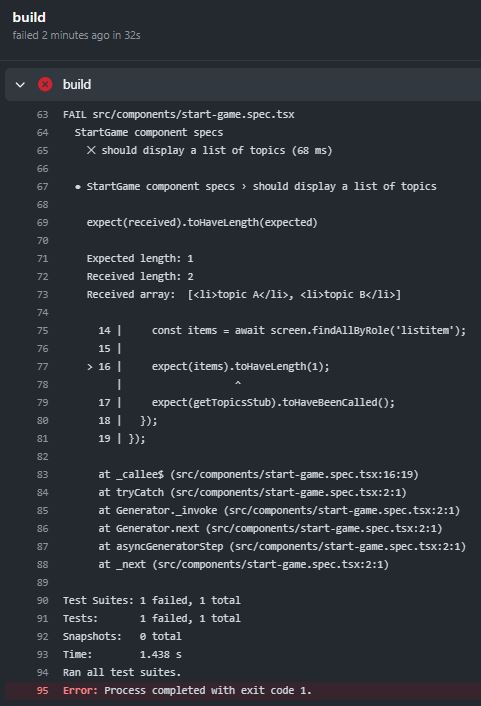 build
failed 2 minutes ago in 32s
build
63 FAIL src/components/start-game.spec.tsx
64 StartGame component specs
65 ✕ should display a list of topics (68 ms)
66
67 ● StartGame component specs › should display a list of topics
68
69 expect(received).toHaveLength(expected)
70
71 Expected length: 1
72 Received length: 2
73 Received array:  [<li>topic A</li>, <li>topic B</li>]
74
75 14 |     const items = await screen.findAllByRole('listitem');
76 15 |
77 > 16 |     expect(items).toHaveLength(1);
78 |                   ^
79 17 |     expect(getTopicsStub).toHaveBeenCalled();
80 18 |   });
81 19 | });
82
83 at _callee$ (src/components/start-game.spec.tsx:16:19)
84 at tryCatch (src/components/start-game.spec.tsx:2:1)
85 at Generator._invoke (src/components/start-game.spec.tsx:2:1)
86 at Generator.next (src/components/start-game.spec.tsx:2:1)
87 at asyncGeneratorStep (src/components/start-game.spec.tsx:2:1)
88 at _next (src/components/start-game.spec.tsx:2:1)
89
90 Test Suites: 1 failed, 1 total
91 Tests:       1 failed, 1 total
92 Snapshots:   0 total
93 Time:        1.438 s
94 Ran all test suites.
95 Error: Process completed with exit code 1.